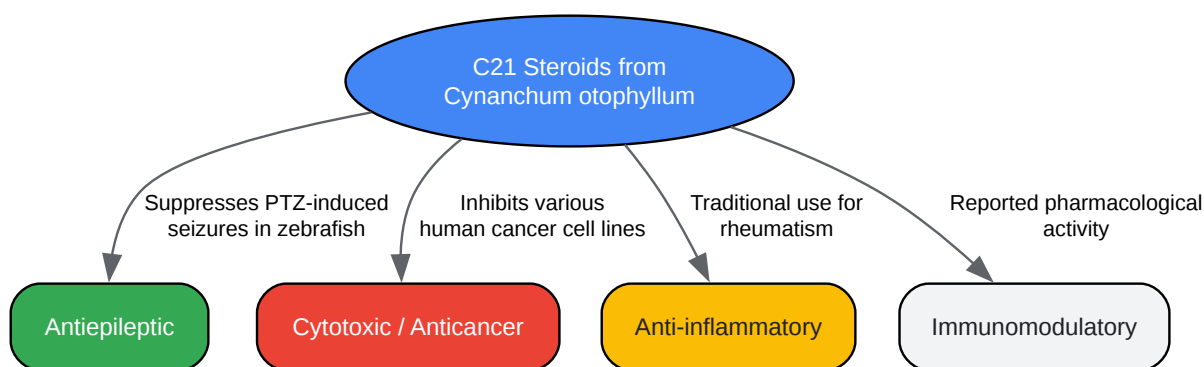 C21 Steroids from
Cynanchum otophyllum
Suppresses PTZ-induced
seizures in zebrafish
Inhibits various
human cancer cell lines
Traditional use for
rheumatism
Reported pharmacological
activity
Antiepileptic
Cytotoxic / Anticancer
Anti-inflammatory
Immunomodulatory